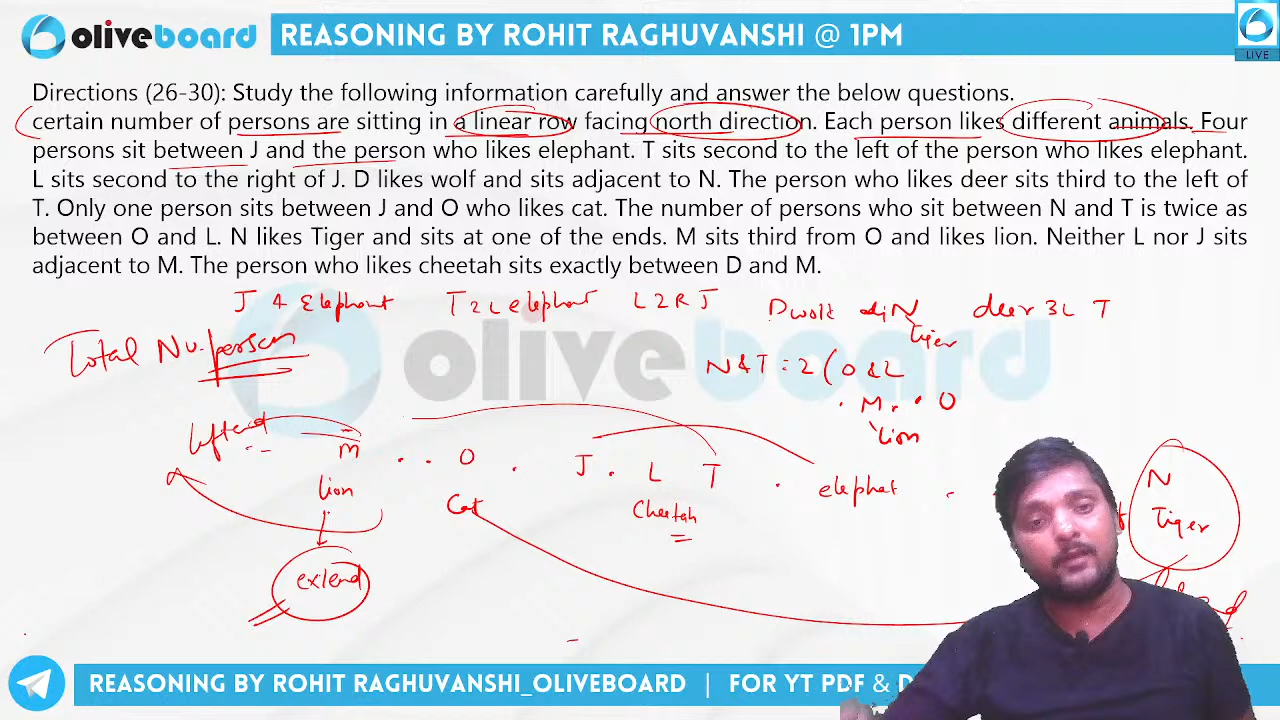 oliveboard REASONING BY ROHIT RAGHUVANSHI @ 1PM
LIVE
Directions (26-30): Study the following information carefully and answer the below questions.
certain number of persons are sitting in a linear row facing north direction. Each person likes different animals. Four
persons sit between J and the person who likes elephant. T sits second to the left of the person who likes elephant.
L sits second to the right of J. D likes wolf and sits adjacent to N. The person who likes deer sits third to the left of
T. Only one person sits between J and O who likes cat. The number of persons who sit between N and T is twice as
between O and L. N likes Tiger and sits at one of the ends. M sits third from O and likes lion. Neither L nor J sits
adjacent to M. The person who likes cheetah sits exactly between D and M.
J 4 Elephant T 2L elephant L 2R J D wolf adj N deer 3L T
Tiger
Total No. person
N & T = 2 (O & L
. M . . O
lion
oliveboard
left end
M . . O . J . L T . elephat . N
lion Cat Cheetah Tiger
extend
REASONING BY ROHIT RAGHUVANSHI_OLIVEBOARD | FOR YT PDF & D